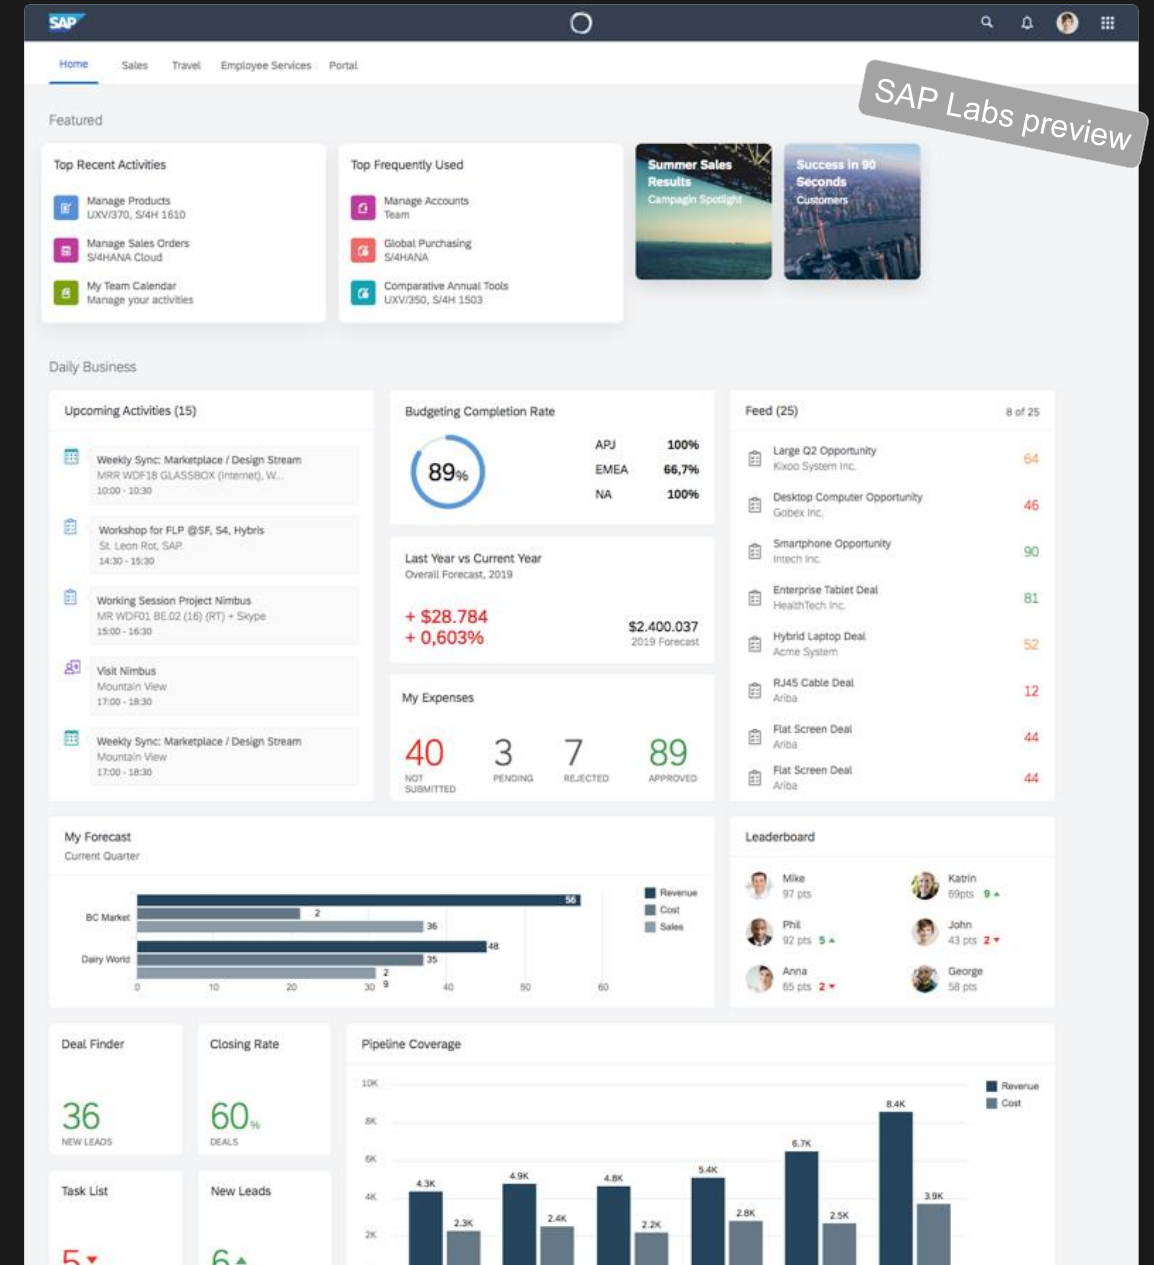 SAP
Home Sales Travel Employee Services Portal
SAP Labs preview
Featured
Top Recent Activities
Manage Products
UXV/370, S/4H 1610
Manage Sales Orders
S/4HANA Cloud
My Team Calendar
Manage your activities
Top Frequently Used
Manage Accounts
Team
Global Purchasing
S/4HANA
Comparative Annual Tools
UXV/350, S/4H 1503
Summer Sales
Results
Campagin Spotlight
Success in 90
Seconds
Customers
Daily Business
Upcoming Activities (15)
Weekly Sync: Marketplace / Design Stream
MRR WDF18 GLASSBOX (Internet), W...
10:00 - 10:30
Workshop for FLP @SF, S4, Hybris
St. Leon Rot, SAP
14:30 - 15:30
Working Session Project Nimbus
MR WDF01 BE.02 (16) (RT) + Skype
15:00 - 16:30
Visit Nimbus
Mountain View
17:00 - 18:30
Weekly Sync: Marketplace / Design Stream
Mountain View
17:00 - 18:30
Budgeting Completion Rate
89%
APJ 100%
EMEA 66,7%
NA 100%
Last Year vs Current Year
Overall Forecast, 2019
+ $28.784
+ 0,603%
$2.400.037
2019 Forecast
My Expenses
40
NOT
SUBMITTED
3
PENDING
7
REJECTED
89
APPROVED
Feed (25) 8 of 25
Large Q2 Opportunity
Kixoo System Inc.
64
Desktop Computer Opportunity
Gobex Inc.
46
Smartphone Opportunity
Intech Inc.
90
Enterprise Tablet Deal
HealthTech Inc.
81
Hybrid Laptop Deal
Acme System
52
RJ45 Cable Deal
Ariba
12
Flat Screen Deal
Ariba
44
Flat Screen Deal
Ariba
44
My Forecast
Current Quarter
BC Market
56
2
36
Dairy World
48
35
2
9
0 10 20 30 40 50 60
Revenue
Cost
Sales
Leaderboard
Mike
97 pts
Katrin
69pts 9
Phil
92 pts 5
John
43 pts 2
Anna
65 pts 2
George
58 pts
Deal Finder
36
NEW LEADS
Closing Rate
60%
DEALS
Task List
5
New Leads
6
Pipeline Coverage
10K
8K
6K
4K
2K
4.3K 2.3K 4.9K 2.4K 4.8K 2.2K 5.4K 2.8K 6.7K 2.5K 8.4K 3.9K
Revenue
Cost